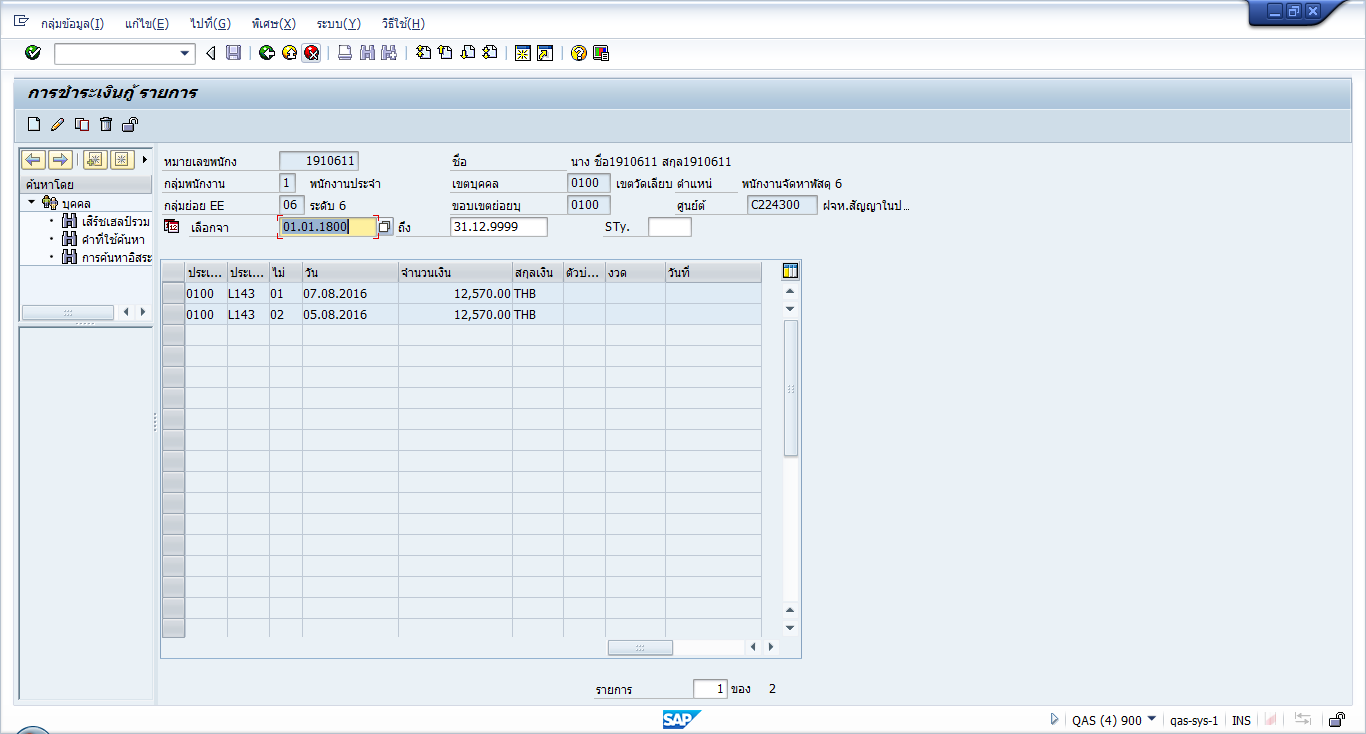 กลุ่มข้อมูล(I) แก้ไข(E) ไปที่(G) พิเศษ(X) ระบบ(Y) วิธีใช้(H)
การชำระเงินกู้ รายการ
หมายเลขพนักง 1910611 ชื่อ นาง ชื่อ1910611 สกุล1910611
กลุ่มพนักงาน 1 พนักงานประจำ เขตบุคคล 0100 เขตวัดเลียบ ตำแหน่ พนักงานจัดหาพัสดุ 6
กลุ่มย่อย EE 06 ระดับ 6 ขอบเขตย่อยบุ 0100 ศูนย์ต้ C224300 ฝจห.สัญญาในป...
เลือกจา 01.01.1800 ถึง 31.12.9999 STy.
ค้นหาโดย
บุคคล
เสิร์ชเฮลป์รวม
คำที่ใช้ค้นหา
การค้นหาอิสระ
ประเ... ประเ... ไม่ วัน จำนวนเงิน สกุลเงิน ตัวบ่... งวด วันที่
0100 L143 01 07.08.2016 12,570.00 THB
0100 L143 02 05.08.2016 12,570.00 THB
รายการ 1 ของ 2
SAP QAS (4) 900 qas-sys-1 INS